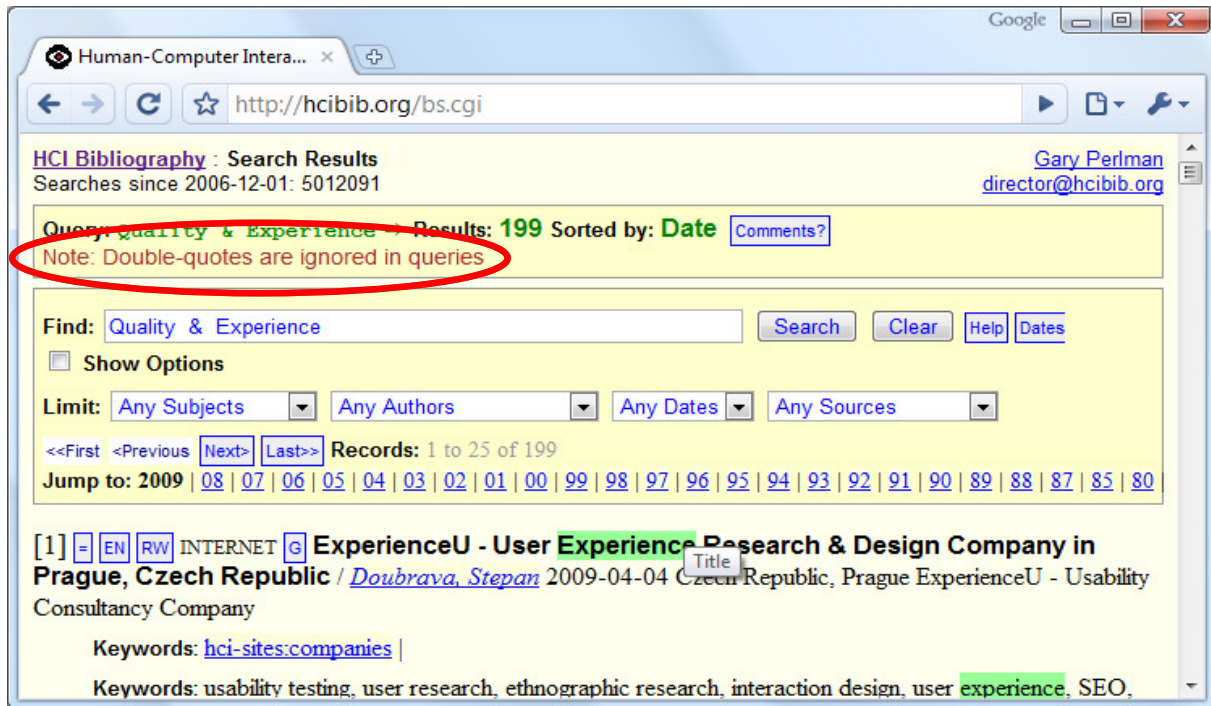 Google
Human-Computer Intera... ×
http://hcibib.org/bs.cgi
HCI Bibliography : Search Results Gary Perlman
Searches since 2006-12-01: 5012091 director@hcibib.org
Query: Quality & Experience → Results: 199 Sorted by: Date Comments?
Note: Double-quotes are ignored in queries
Find: Quality & Experience Search Clear Help Dates
Show Options
Limit: Any Subjects Any Authors Any Dates Any Sources
<<First <Previous Next> Last>> Records: 1 to 25 of 199
Jump to: 2009 | 08 | 07 | 06 | 05 | 04 | 03 | 02 | 01 | 00 | 99 | 98 | 97 | 96 | 95 | 94 | 93 | 92 | 91 | 90 | 89 | 88 | 87 | 85 | 80 |
[1] = EN RW INTERNET G ExperienceU - User Experience Research & Design Company in
Title
Prague, Czech Republic / Doubrava, Stepan 2009-04-04 Czech Republic, Prague ExperienceU - Usability
Consultancy Company
Keywords: hci-sites:companies |
Keywords: usability testing, user research, ethnographic research, interaction design, user experience, SEO,